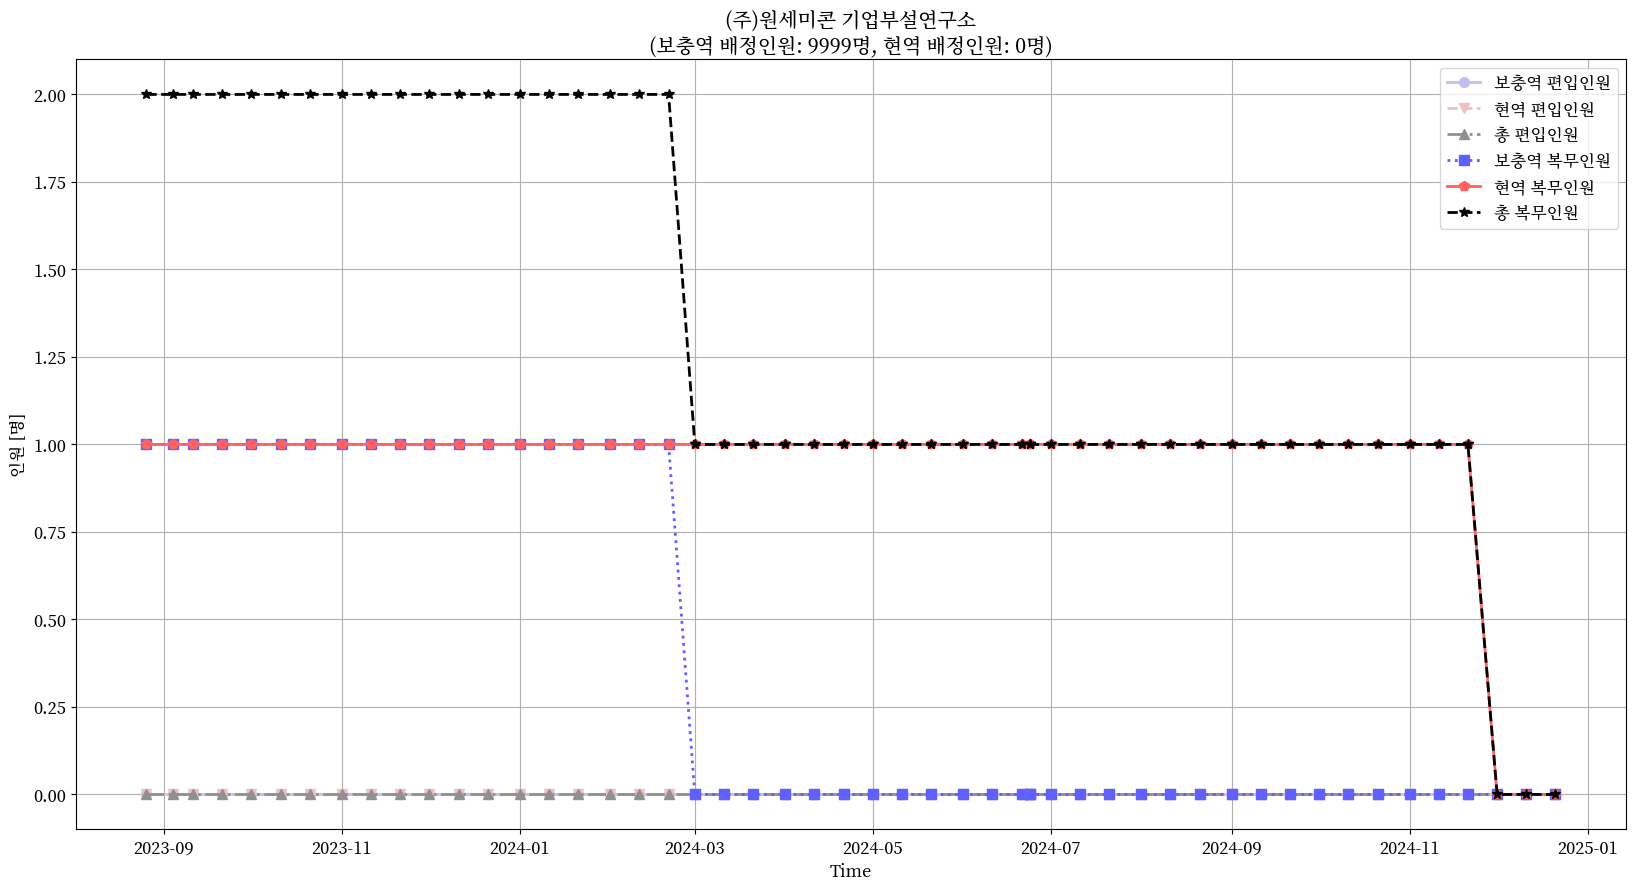 (주)원세미콘 기업부설연구소
(보충역 배정인원: 9999명, 현역 배정인원: 0명)
보충역 편입인원
현역 편입인원
총 편입인원
보충역 복무인원
현역 복무인원
총 복무인원
인원 [명]
2.00
1.75
1.50
1.25
1.00
0.75
0.50
0.25
0.00
2023-09
2023-11
2024-01
2024-03
2024-05
2024-07
2024-09
2024-11
2025-01
Time